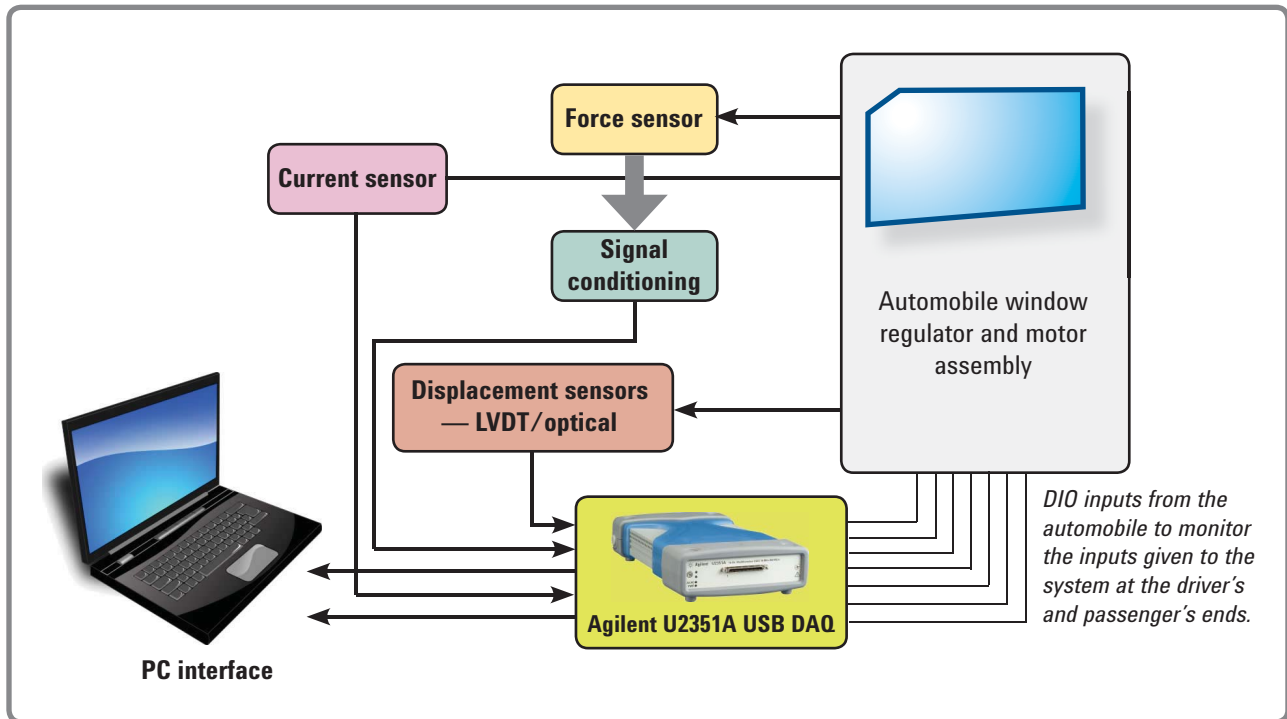 Force sensor
Current sensor
Signal
conditioning
Automobile window
regulator and motor
assembly
Displacement sensors
— LVDT/optical
DIO inputs from the
automobile to monitor
the inputs given to the
system at the driver's
and passenger's ends.
Agilent U2351A USB DAQ
PC interface